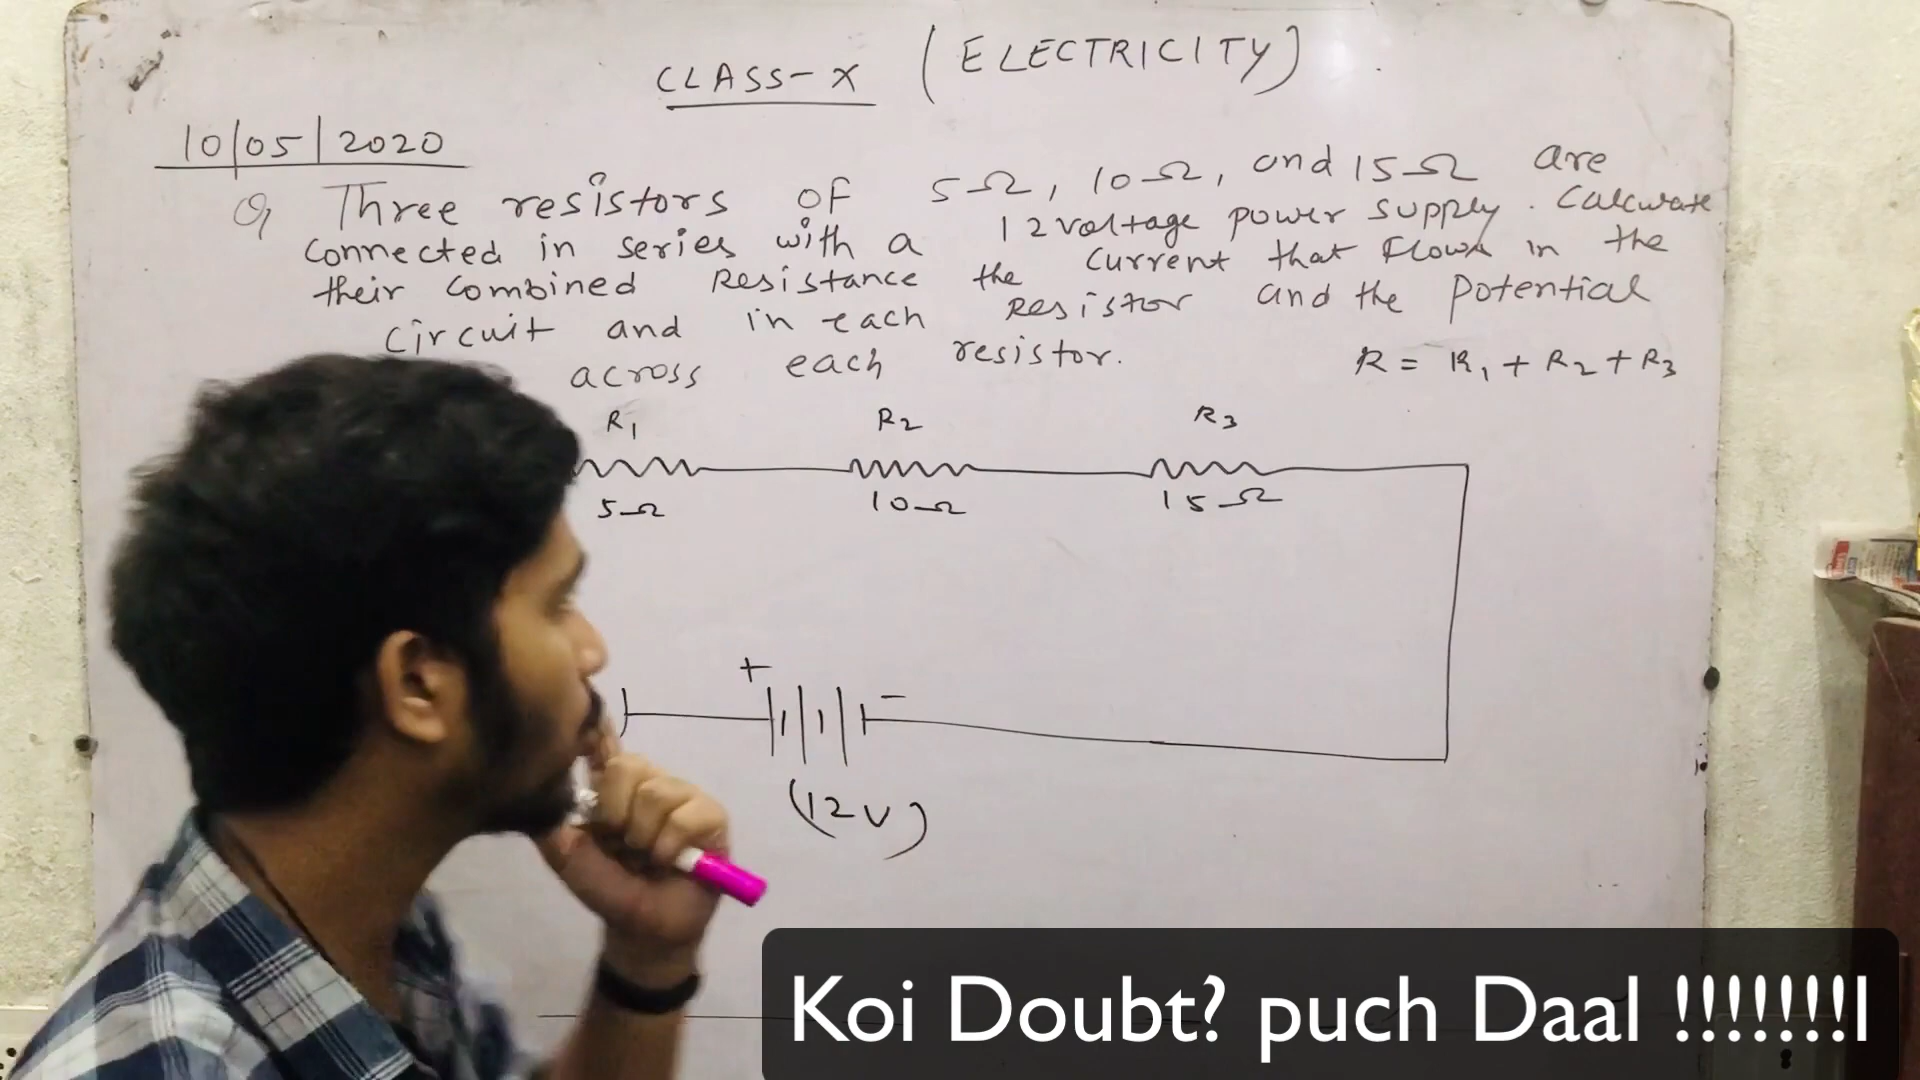 CLASS-X (ELECTRICITY)
10/05/2020
Q Three resistors of 5Ω, 10Ω, and 15Ω are
connected in series with a 12voltage power supply. Calculate
their combined Resistance the current that flows in the
circuit and in each resistor and the potential
across each resistor.
R = R₁ + R₂ + R₃
R₁ R₂ R₃
5Ω 10Ω 15Ω
+ -
(12V)
Koi Doubt? puch Daal !!!!!!!!